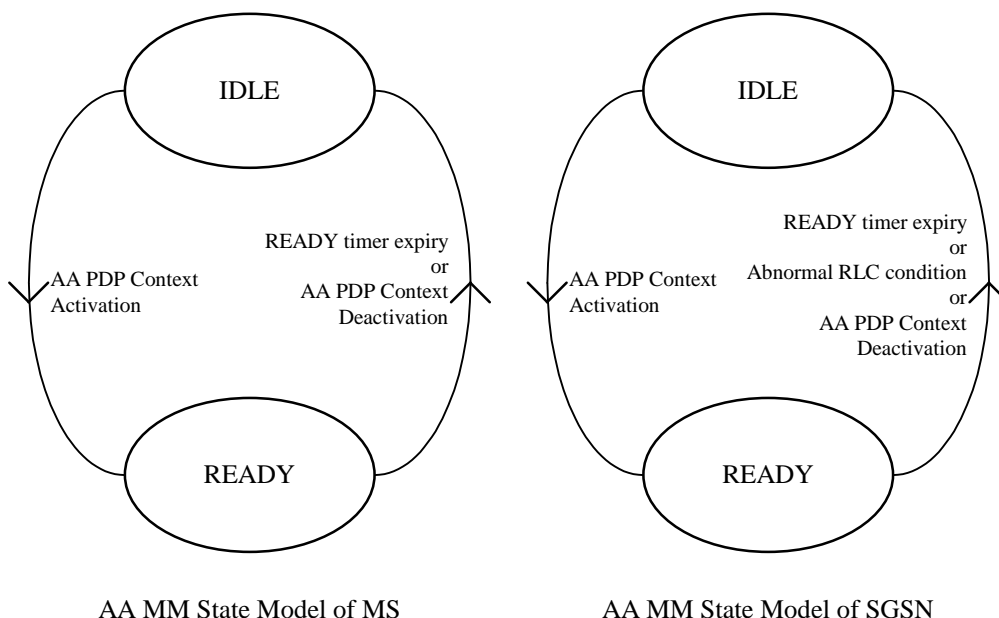 IDLE
AA PDP Context
Activation
READY timer expiry
or
AA PDP Context
Deactivation
READY
AA MM State Model of MS
IDLE
AA PDP Context
Activation
READY timer expiry
or
Abnormal RLC condition
or
AA PDP Context
Deactivation
READY
AA MM State Model of SGSN